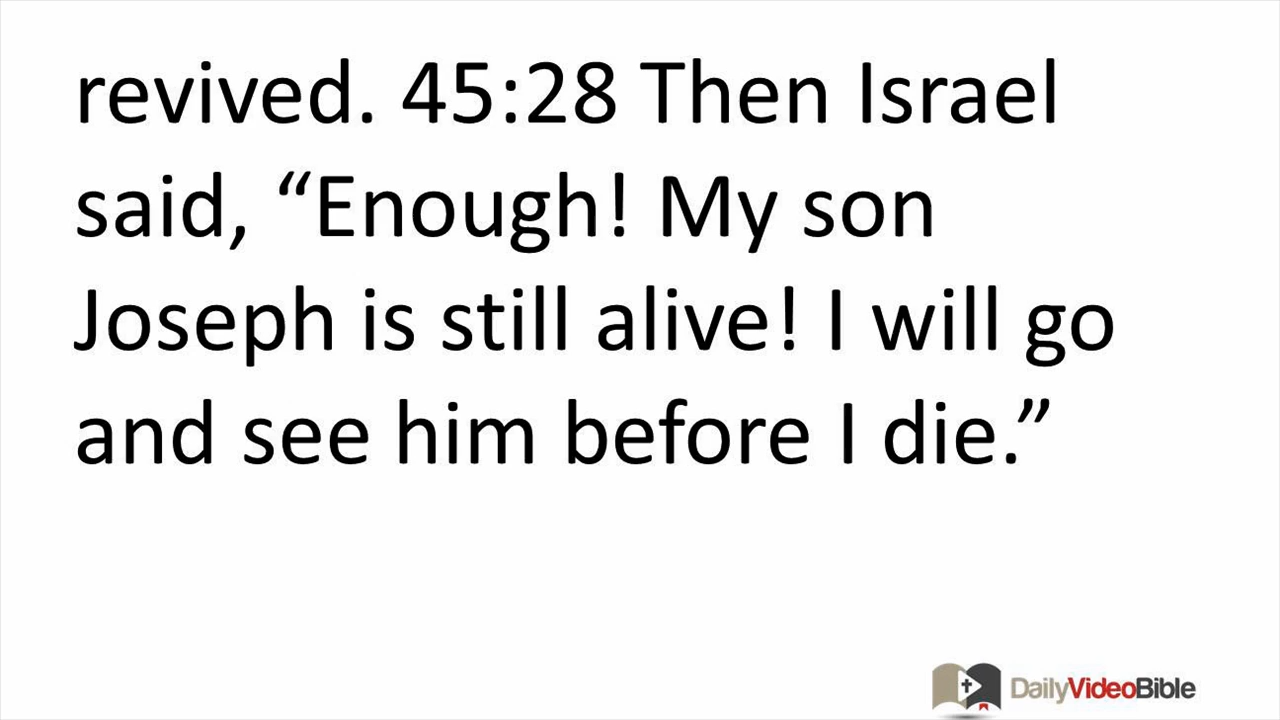 revived. 45:28 Then Israel
said, “Enough! My son
Joseph is still alive! I will go
and see him before I die.”
DailyVideoBible